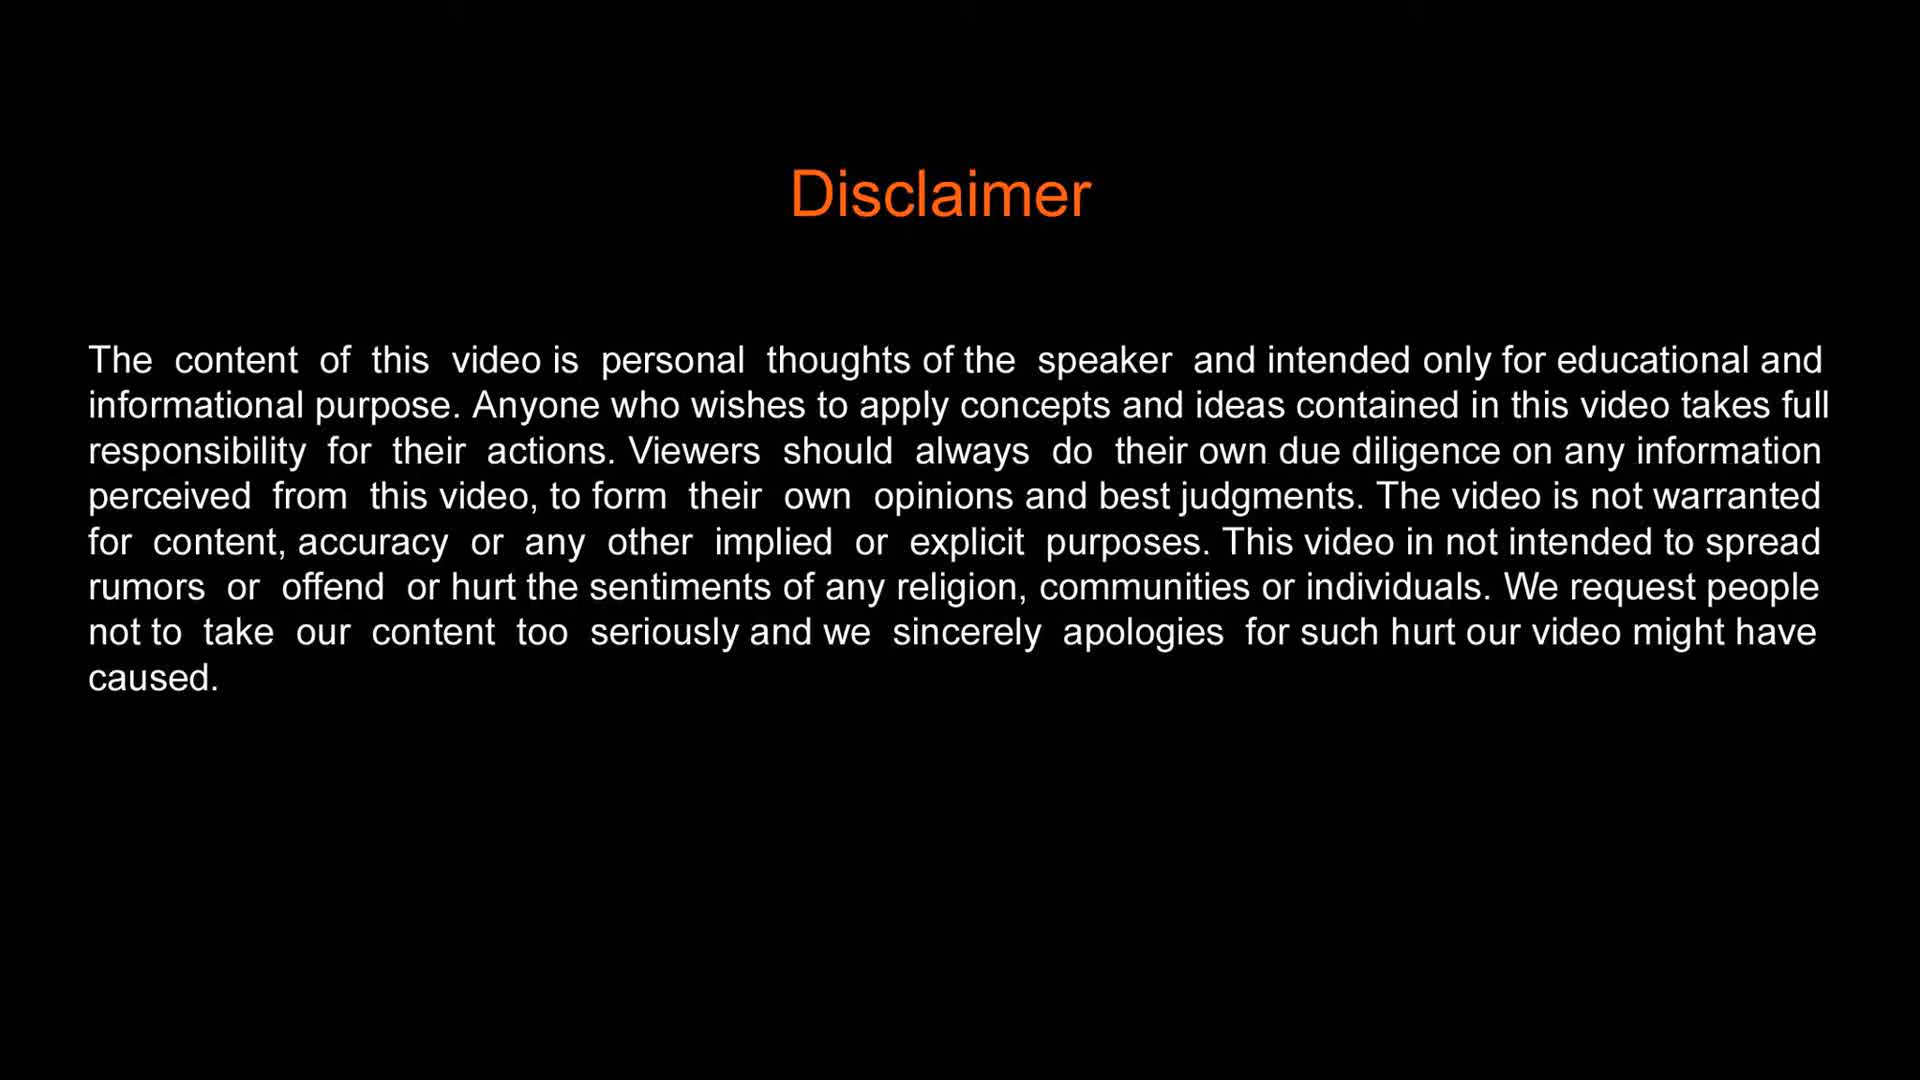 Disclaimer
The content of this video is personal thoughts of the speaker and intended only for educational and
informational purpose. Anyone who wishes to apply concepts and ideas contained in this video takes full
responsibility for their actions. Viewers should always do their own due diligence on any information
perceived from this video, to form their own opinions and best judgments. The video is not warranted
for content, accuracy or any other implied or explicit purposes. This video in not intended to spread
rumors or offend or hurt the sentiments of any religion, communities or individuals. We request people
not to take our content too seriously and we sincerely apologies for such hurt our video might have
caused.